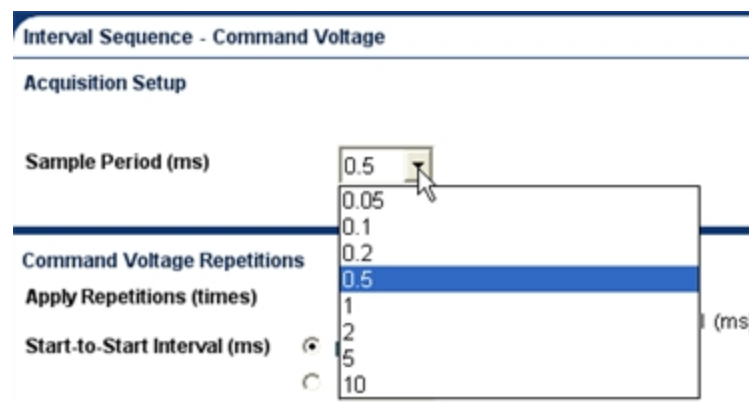 Interval Sequence - Command Voltage
Acquisition Setup
Sample Period (ms)
0.5
0.05
0.1
0.2
0.5
1
2
5
10
Command Voltage Repetitions
Apply Repetitions (times)
Start-to-Start Interval (ms)
(ms